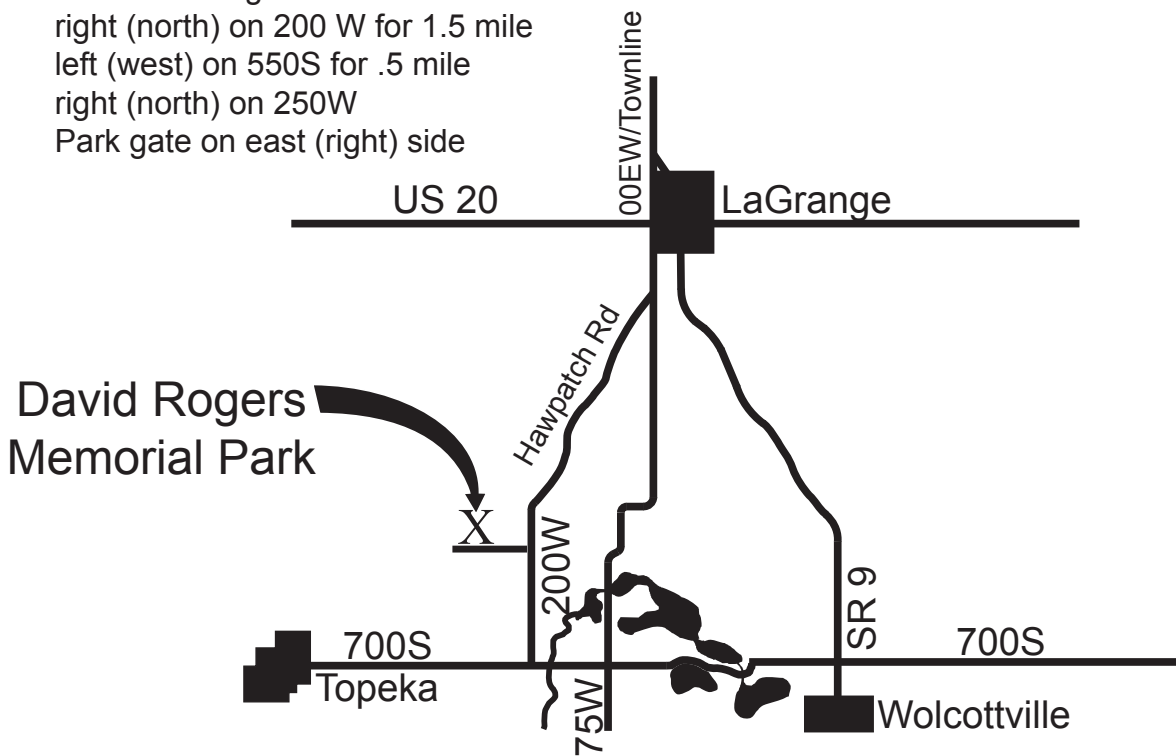 right (north) on 200 W for 1.5 mile
left (west) on 550S for .5 mile
right (north) on 250W
Park gate on east (right) side
00EW/Townline
US 20
LaGrange
Hawpatch Rd
David Rogers
Memorial Park
X
200W
SR 9
700S
700S
Topeka
75W
Wolcottville